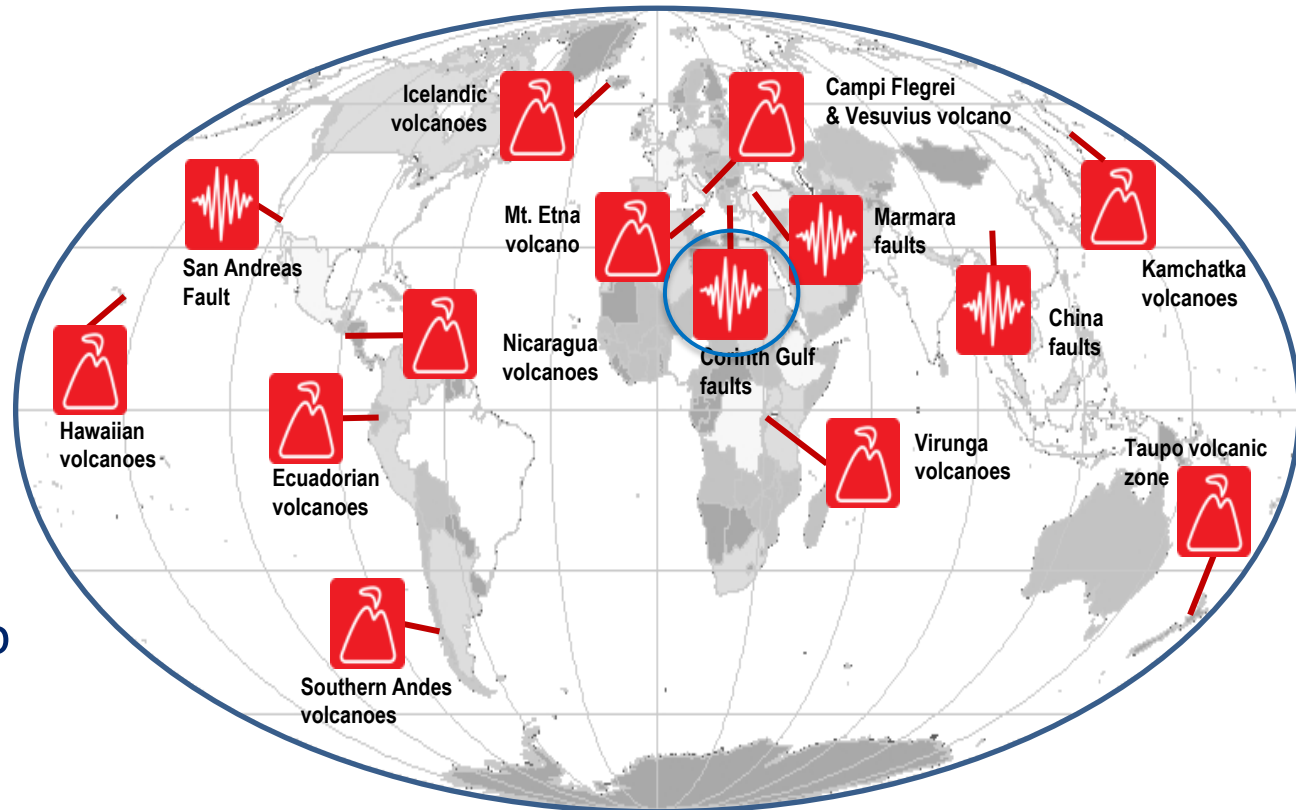 Icelandic
volcanoes
Campi Flegrei
& Vesuvius volcano
Mt. Etna
volcano
Marmara
faults
San Andreas
Fault
Kamchatka
volcanoes
Nicaragua
volcanoes
Corinth Gulf
faults
China
faults
Hawaiian
volcanoes
Ecuadorian
volcanoes
Virunga
volcanoes
Taupo volcanic
zone
Southern Andes
volcanoes